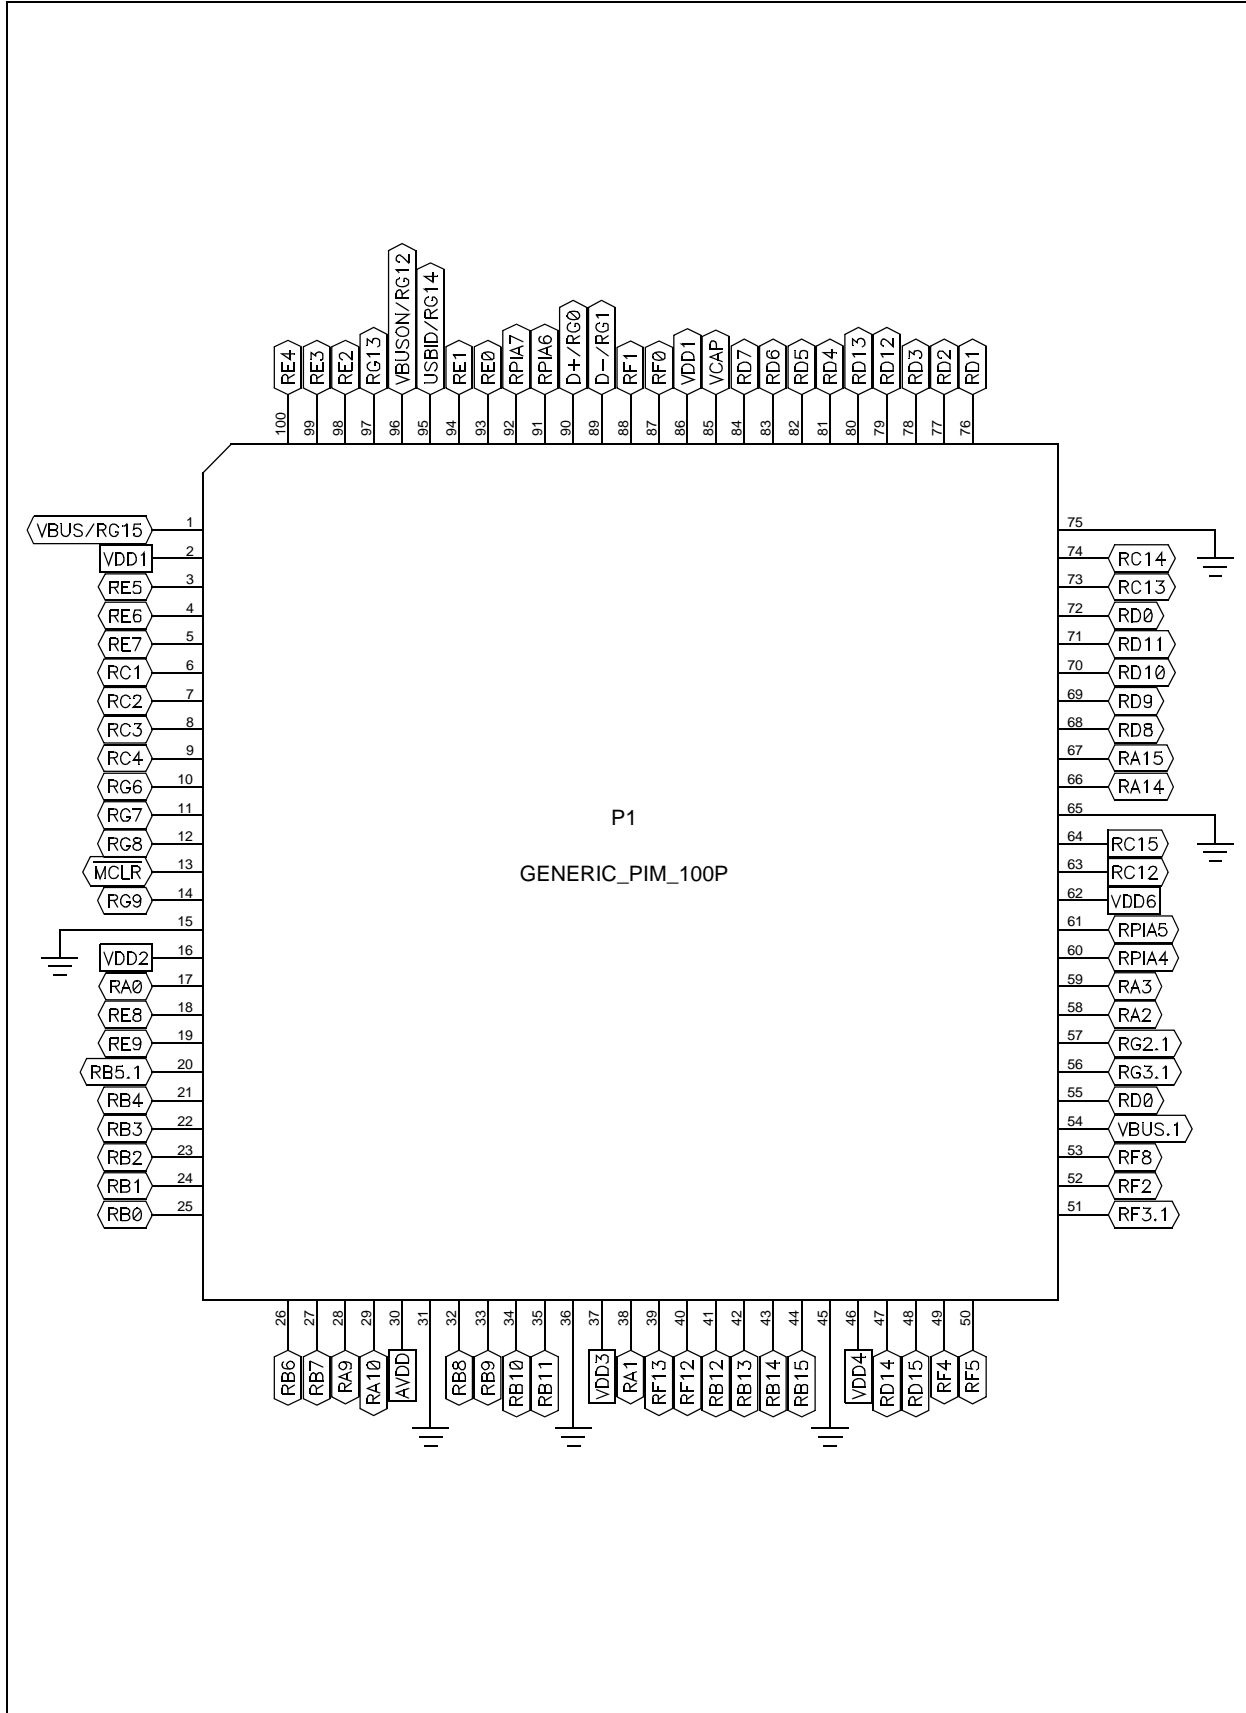 RE4
RE3
RE2
RG13
VBUSON/RG12
USBID/RG14
RE1
RE0
RPIA7
RPIA6
D+/RG0
D-/RG1
RF1
RF0
VDD1
VCAP
RD7
RD6
RD5
RD4
RD13
RD12
RD3
RD2
RD1
100
99
98
97
96
95
94
93
92
91
90
89
88
87
86
85
84
83
82
81
80
79
78
77
76
VBUS/RG15 1
VDD1 2
RE5 3
RE6 4
RE7 5
RC1 6
RC2 7
RC3 8
RC4 9
RG6 10
RG7 11
RG8 12
MCLR 13
RG9 14
15
VDD2 16
RA0 17
RE8 18
RE9 19
RB5.1 20
RB4 21
RB3 22
RB2 23
RB1 24
RB0 25
P1
GENERIC_PIM_100P
75
74 RC14
73 RC13
72 RD0
71 RD11
70 RD10
69 RD9
68 RD8
67 RA15
66 RA14
65
64 RC15
63 RC12
62 VDD6
61 RPIA5
60 RPIA4
59 RA3
58 RA2
57 RG2.1
56 RG3.1
55 RD0
54 VBUS.1
53 RF8
52 RF2
51 RF3.1
26
27
28
29
30
31
32
33
34
35
36
37
38
39
40
41
42
43
44
45
46
47
48
49
50
RB6
RB7
RA9
RA10
AVDD
RB8
RB9
RB10
RB11
VDD3
RA1
RF13
RF12
RB12
RB13
RB14
RB15
VDD4
RD14
RD15
RF4
RF5